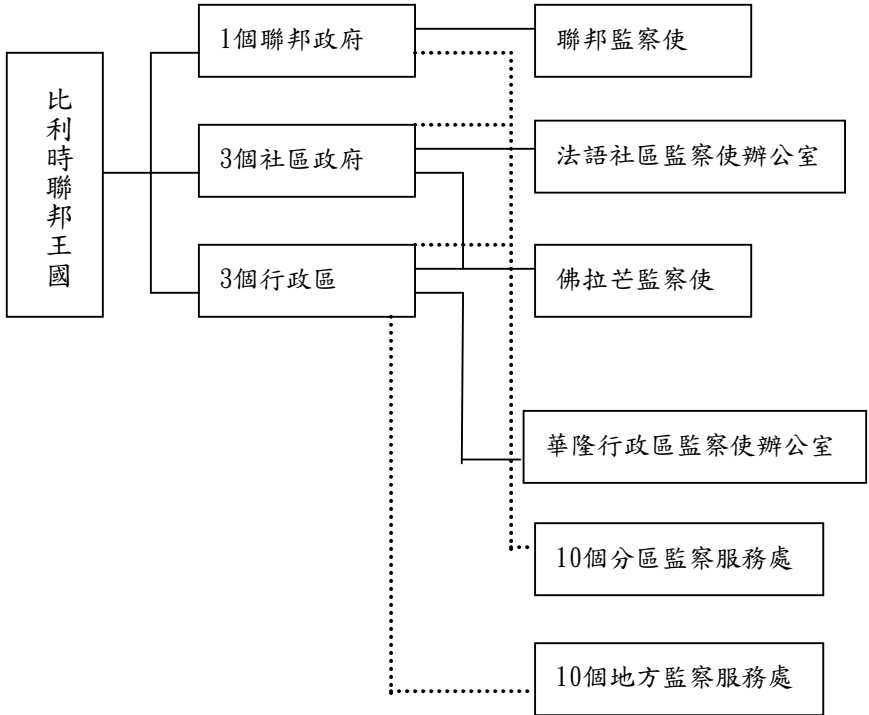 比利時聯邦王國
1個聯邦政府
聯邦監察使
3個社區政府
法語社區監察使辦公室
3個行政區
佛拉芒監察使
華隆行政區監察使辦公室
10個分區監察服務處
10個地方監察服務處